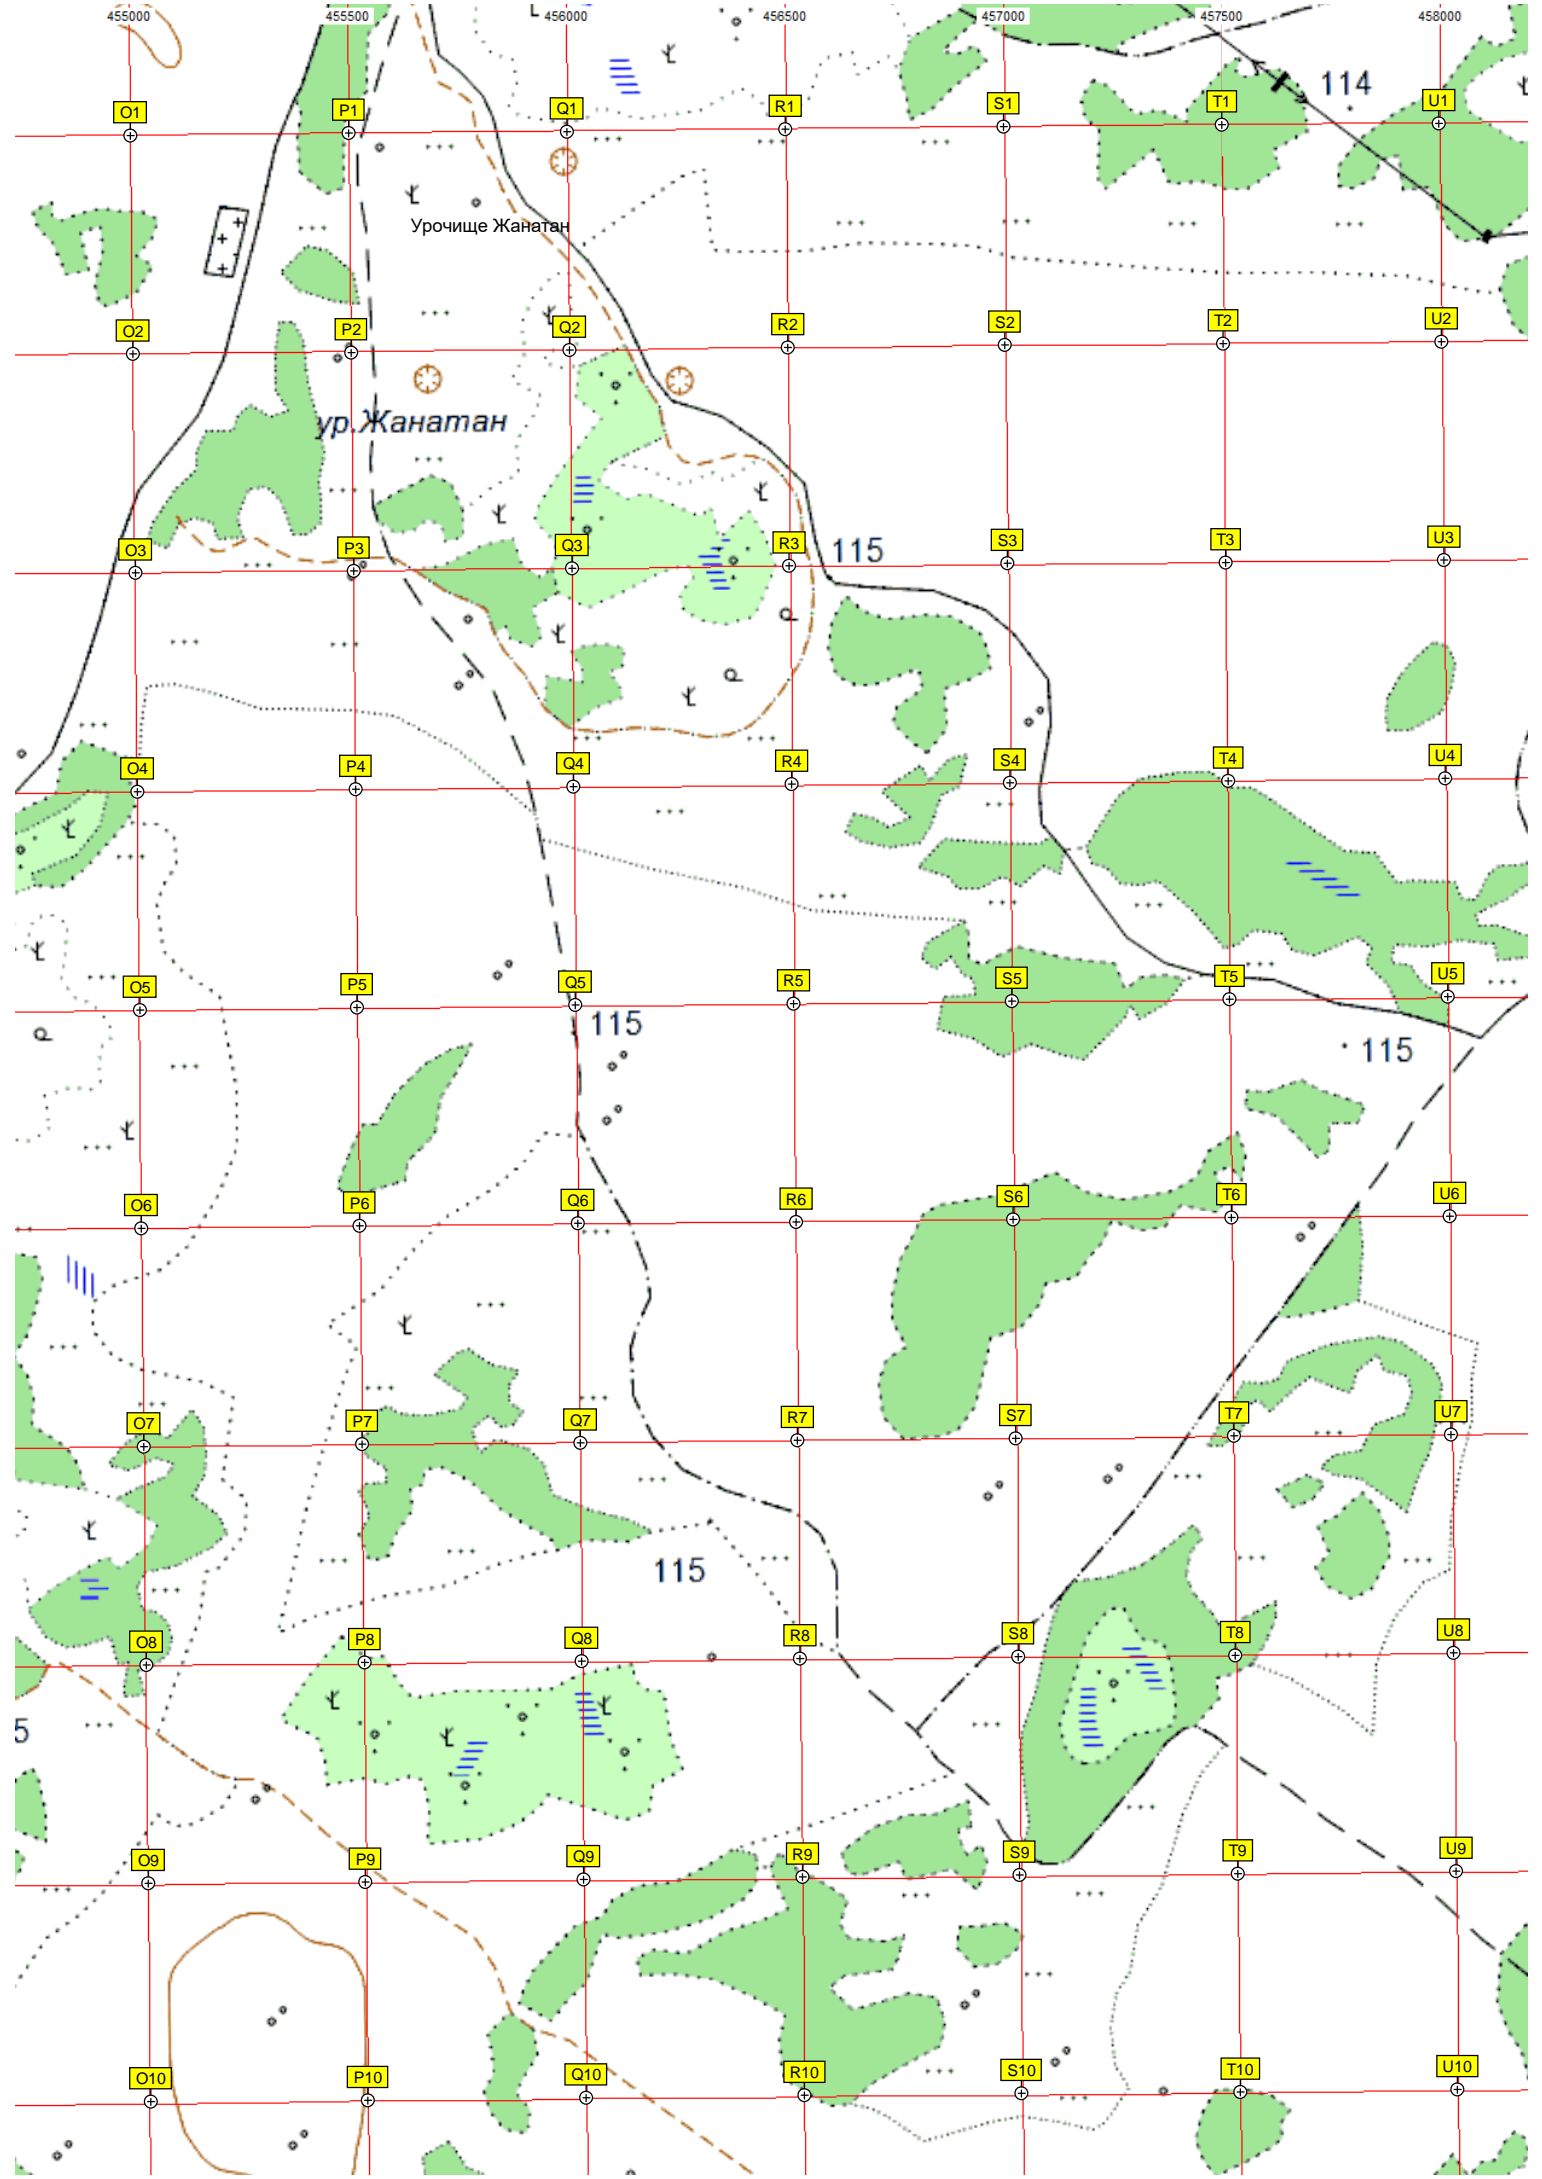 455000 455500 456000 456500 457000 457500 458000
114
O1 P1 Q1 R1 S1 T1 U1
Урочище Жанатан
O2 P2 Q2 R2 S2 T2 U2
ур.Жанатан
O3 P3 Q3 R3 S3 T3 U3
115
O4 P4 Q4 R4 S4 T4 U4
O5 P5 Q5 R5 S5 T5 U5
115
115
O6 P6 Q6 R6 S6 T6 U6
O7 P7 Q7 R7 S7 T7 U7
115
O8 P8 Q8 R8 S8 T8 U8
5
O9 P9 Q9 R9 S9 T9 U9
O10 P10 Q10 R10 S10 T10 U10